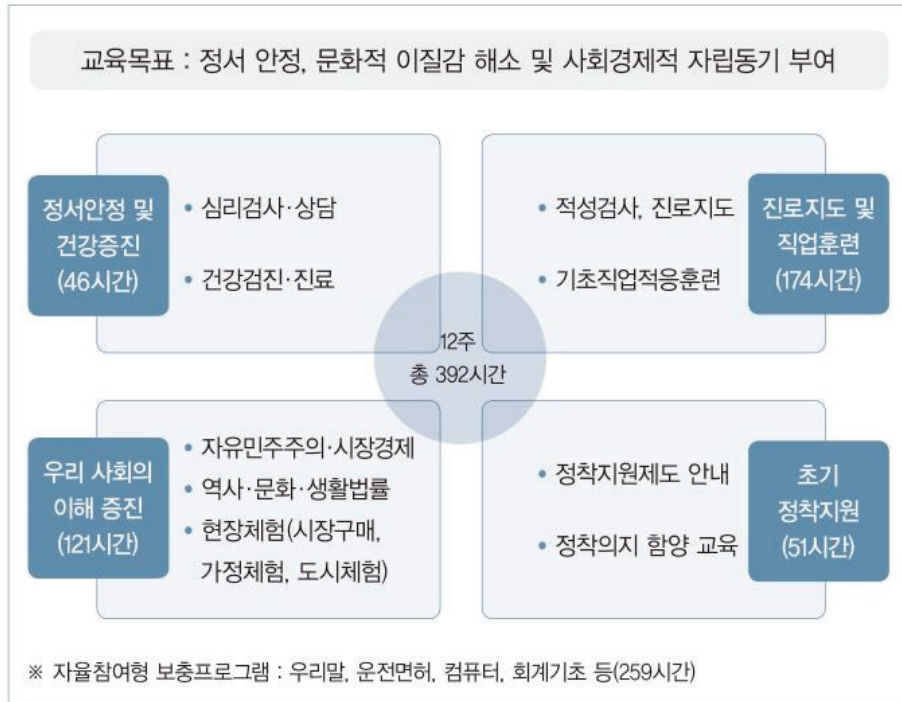 교육목표 : 정서 안정, 문화적 이질감 해소 및 사회경제적 자립동기 부여
정서안정 및
건강증진
(46시간)
• 심리검사·상담
• 건강검진·진료
• 적성검사, 진로지도
• 기초직업적응훈련
진로지도 및
직업훈련
(174시간)
12주
총 392시간
우리 사회의
이해 증진
(121시간)
• 자유민주주의·시장경제
• 역사·문화·생활법률
• 현장체험(시장구매,
가정체험, 도시체험)
• 정착지원제도 안내
• 정착의지 함양 교육
초기
정착지원
(51시간)
※ 자율참여형 보충프로그램 : 우리말, 운전면허, 컴퓨터, 회계기초 등(259시간)